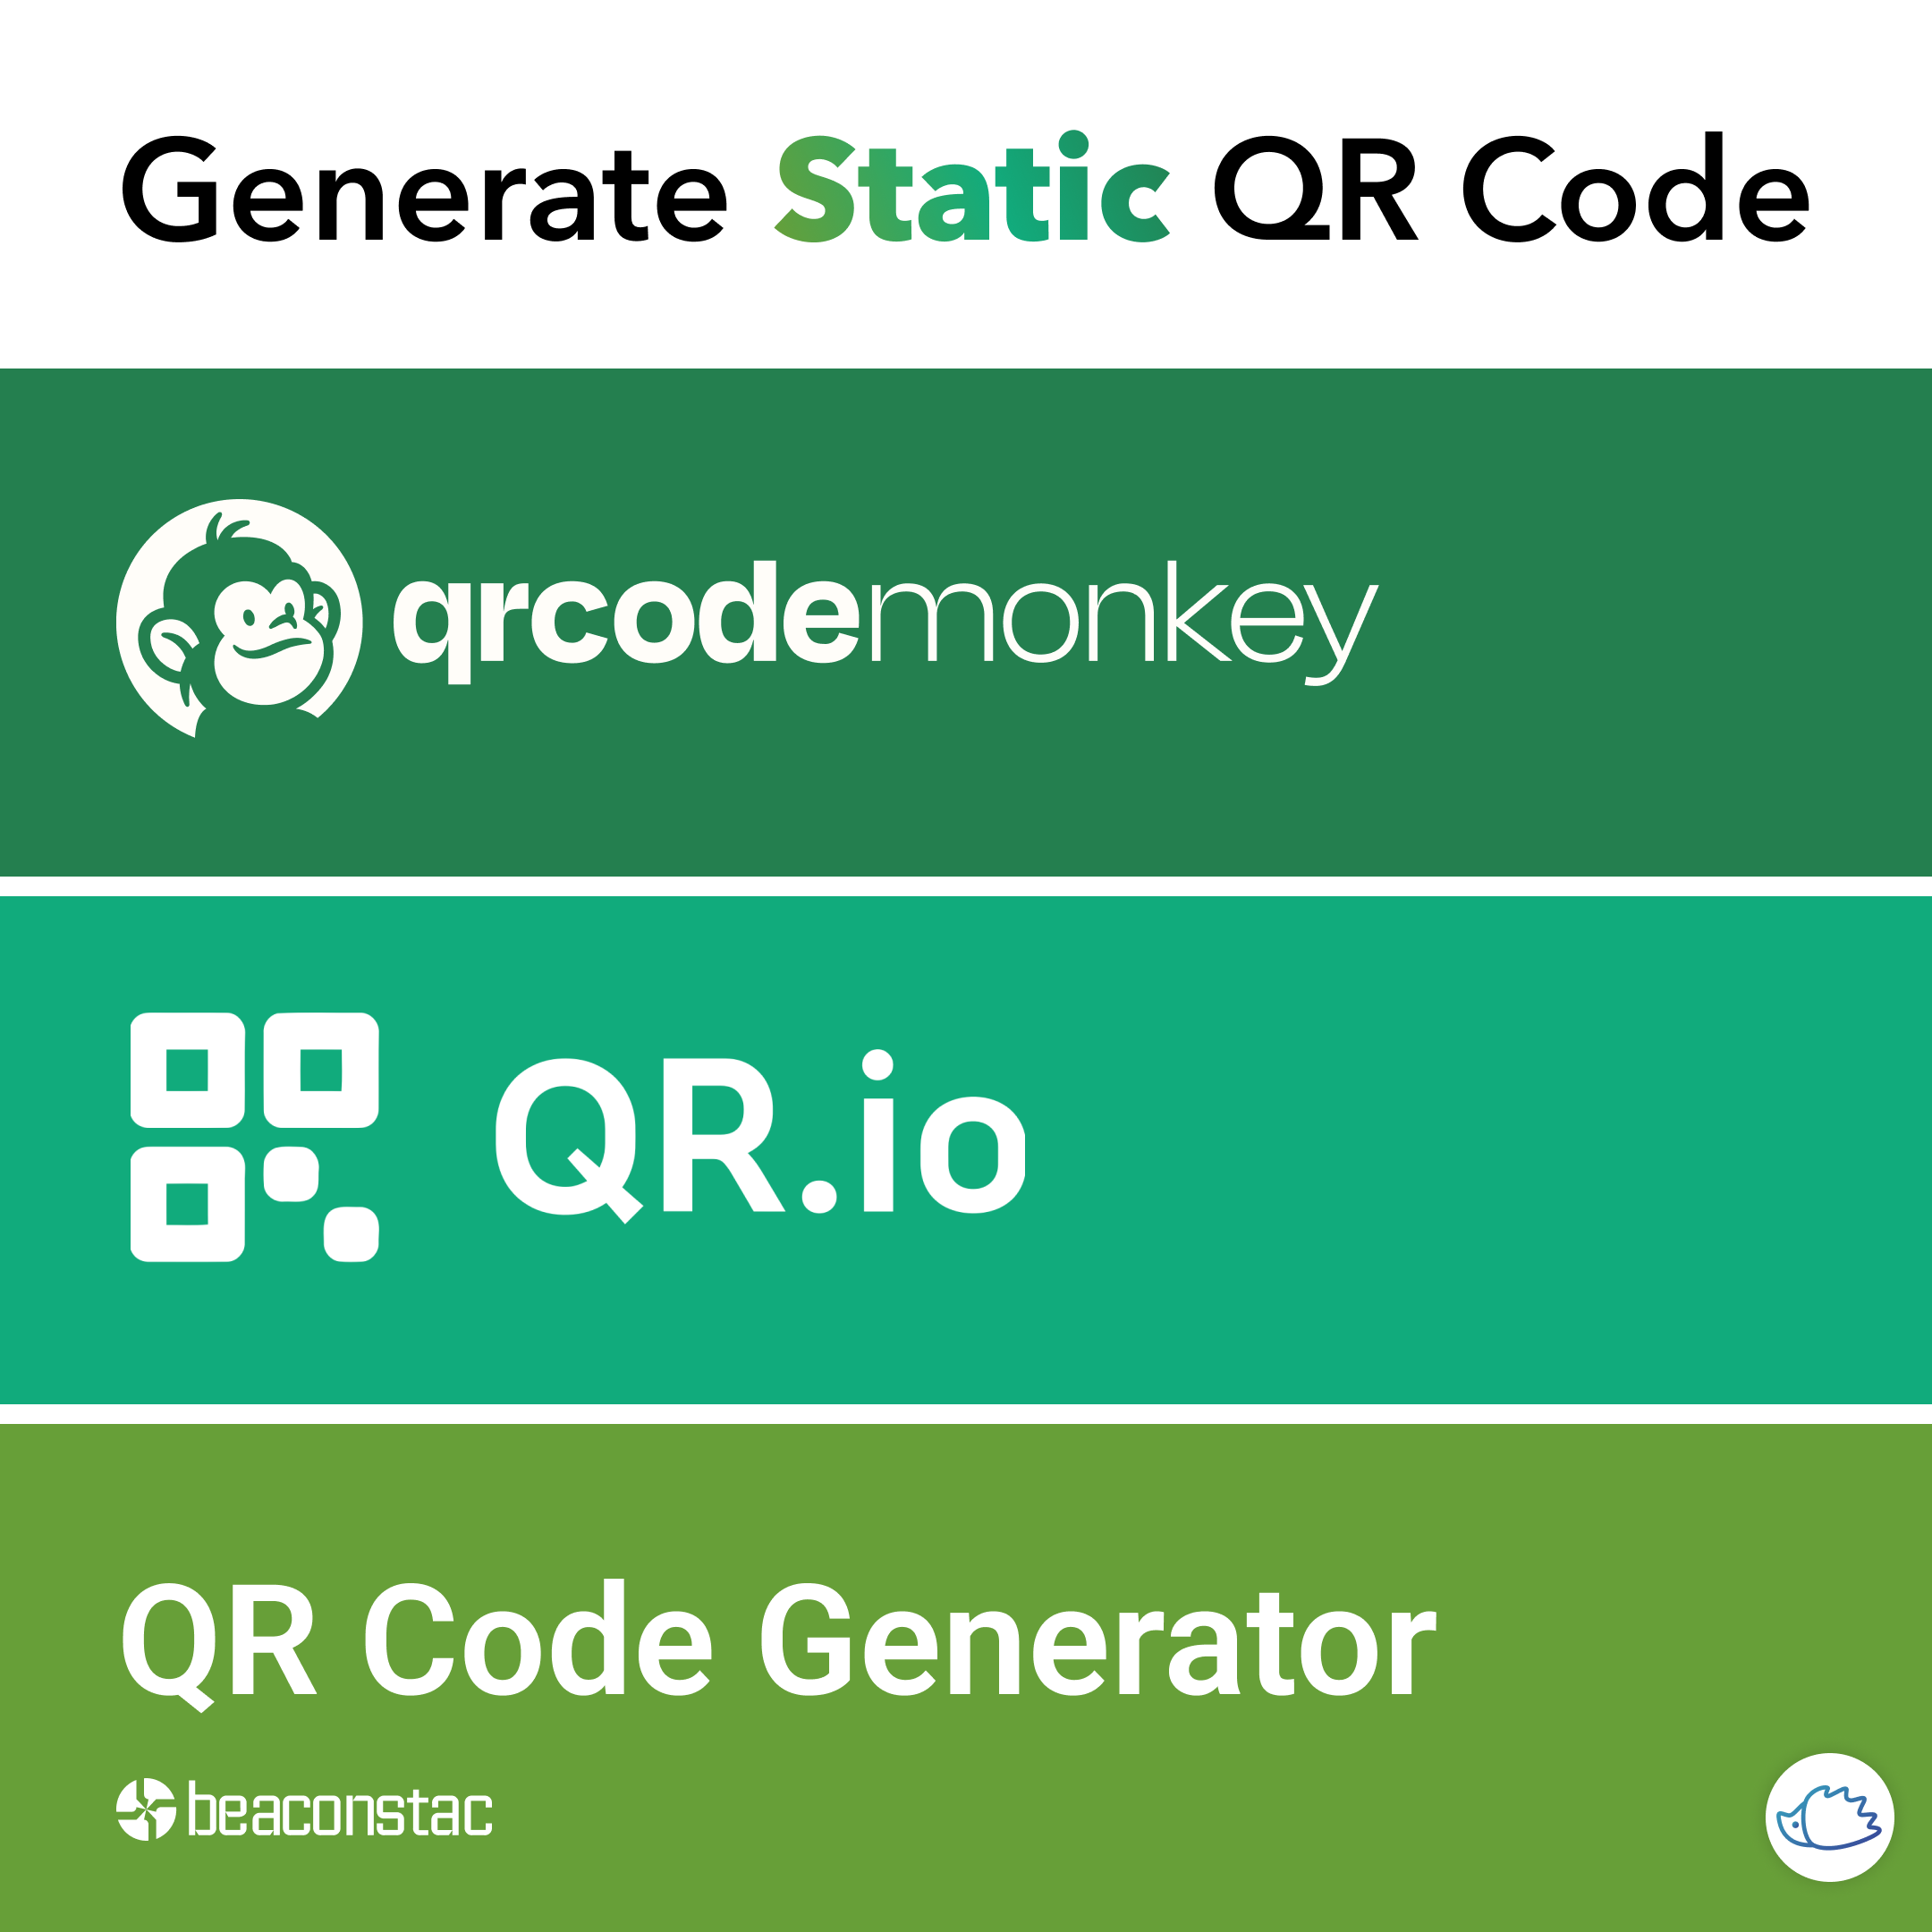 Generate Static QR Code
qrcodemonkey
QR.io
QR Code Generator
beaconstac